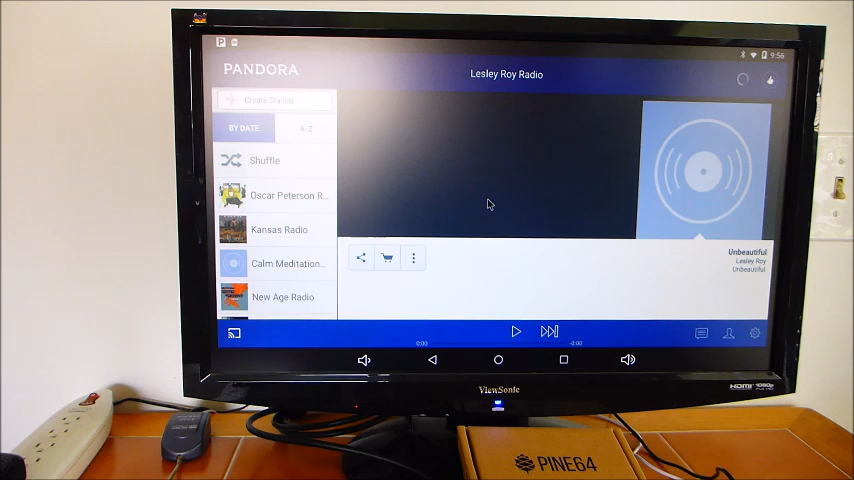 P
9:56
PANDORA
Lesley Roy Radio
Create Station
BY DATE
A-Z
Shuffle
Oscar Peterson R...
Kansas Radio
Calm Meditation...
New Age Radio
Unbeautiful
Lesley Roy
Unbeautiful
0:00
-0:00
ViewSonic
HDMI 1080p
PINE64